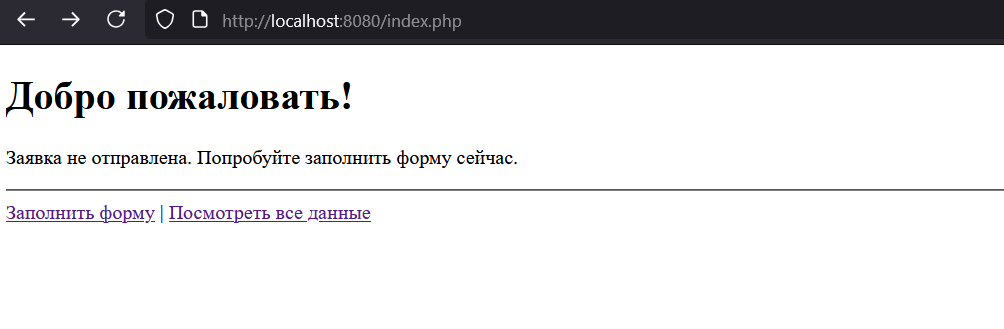 http://localhost:8080/index.php
Добро пожаловать!
Заявка не отправлена. Попробуйте заполнить форму сейчас.
Заполнить форму | Посмотреть все данные